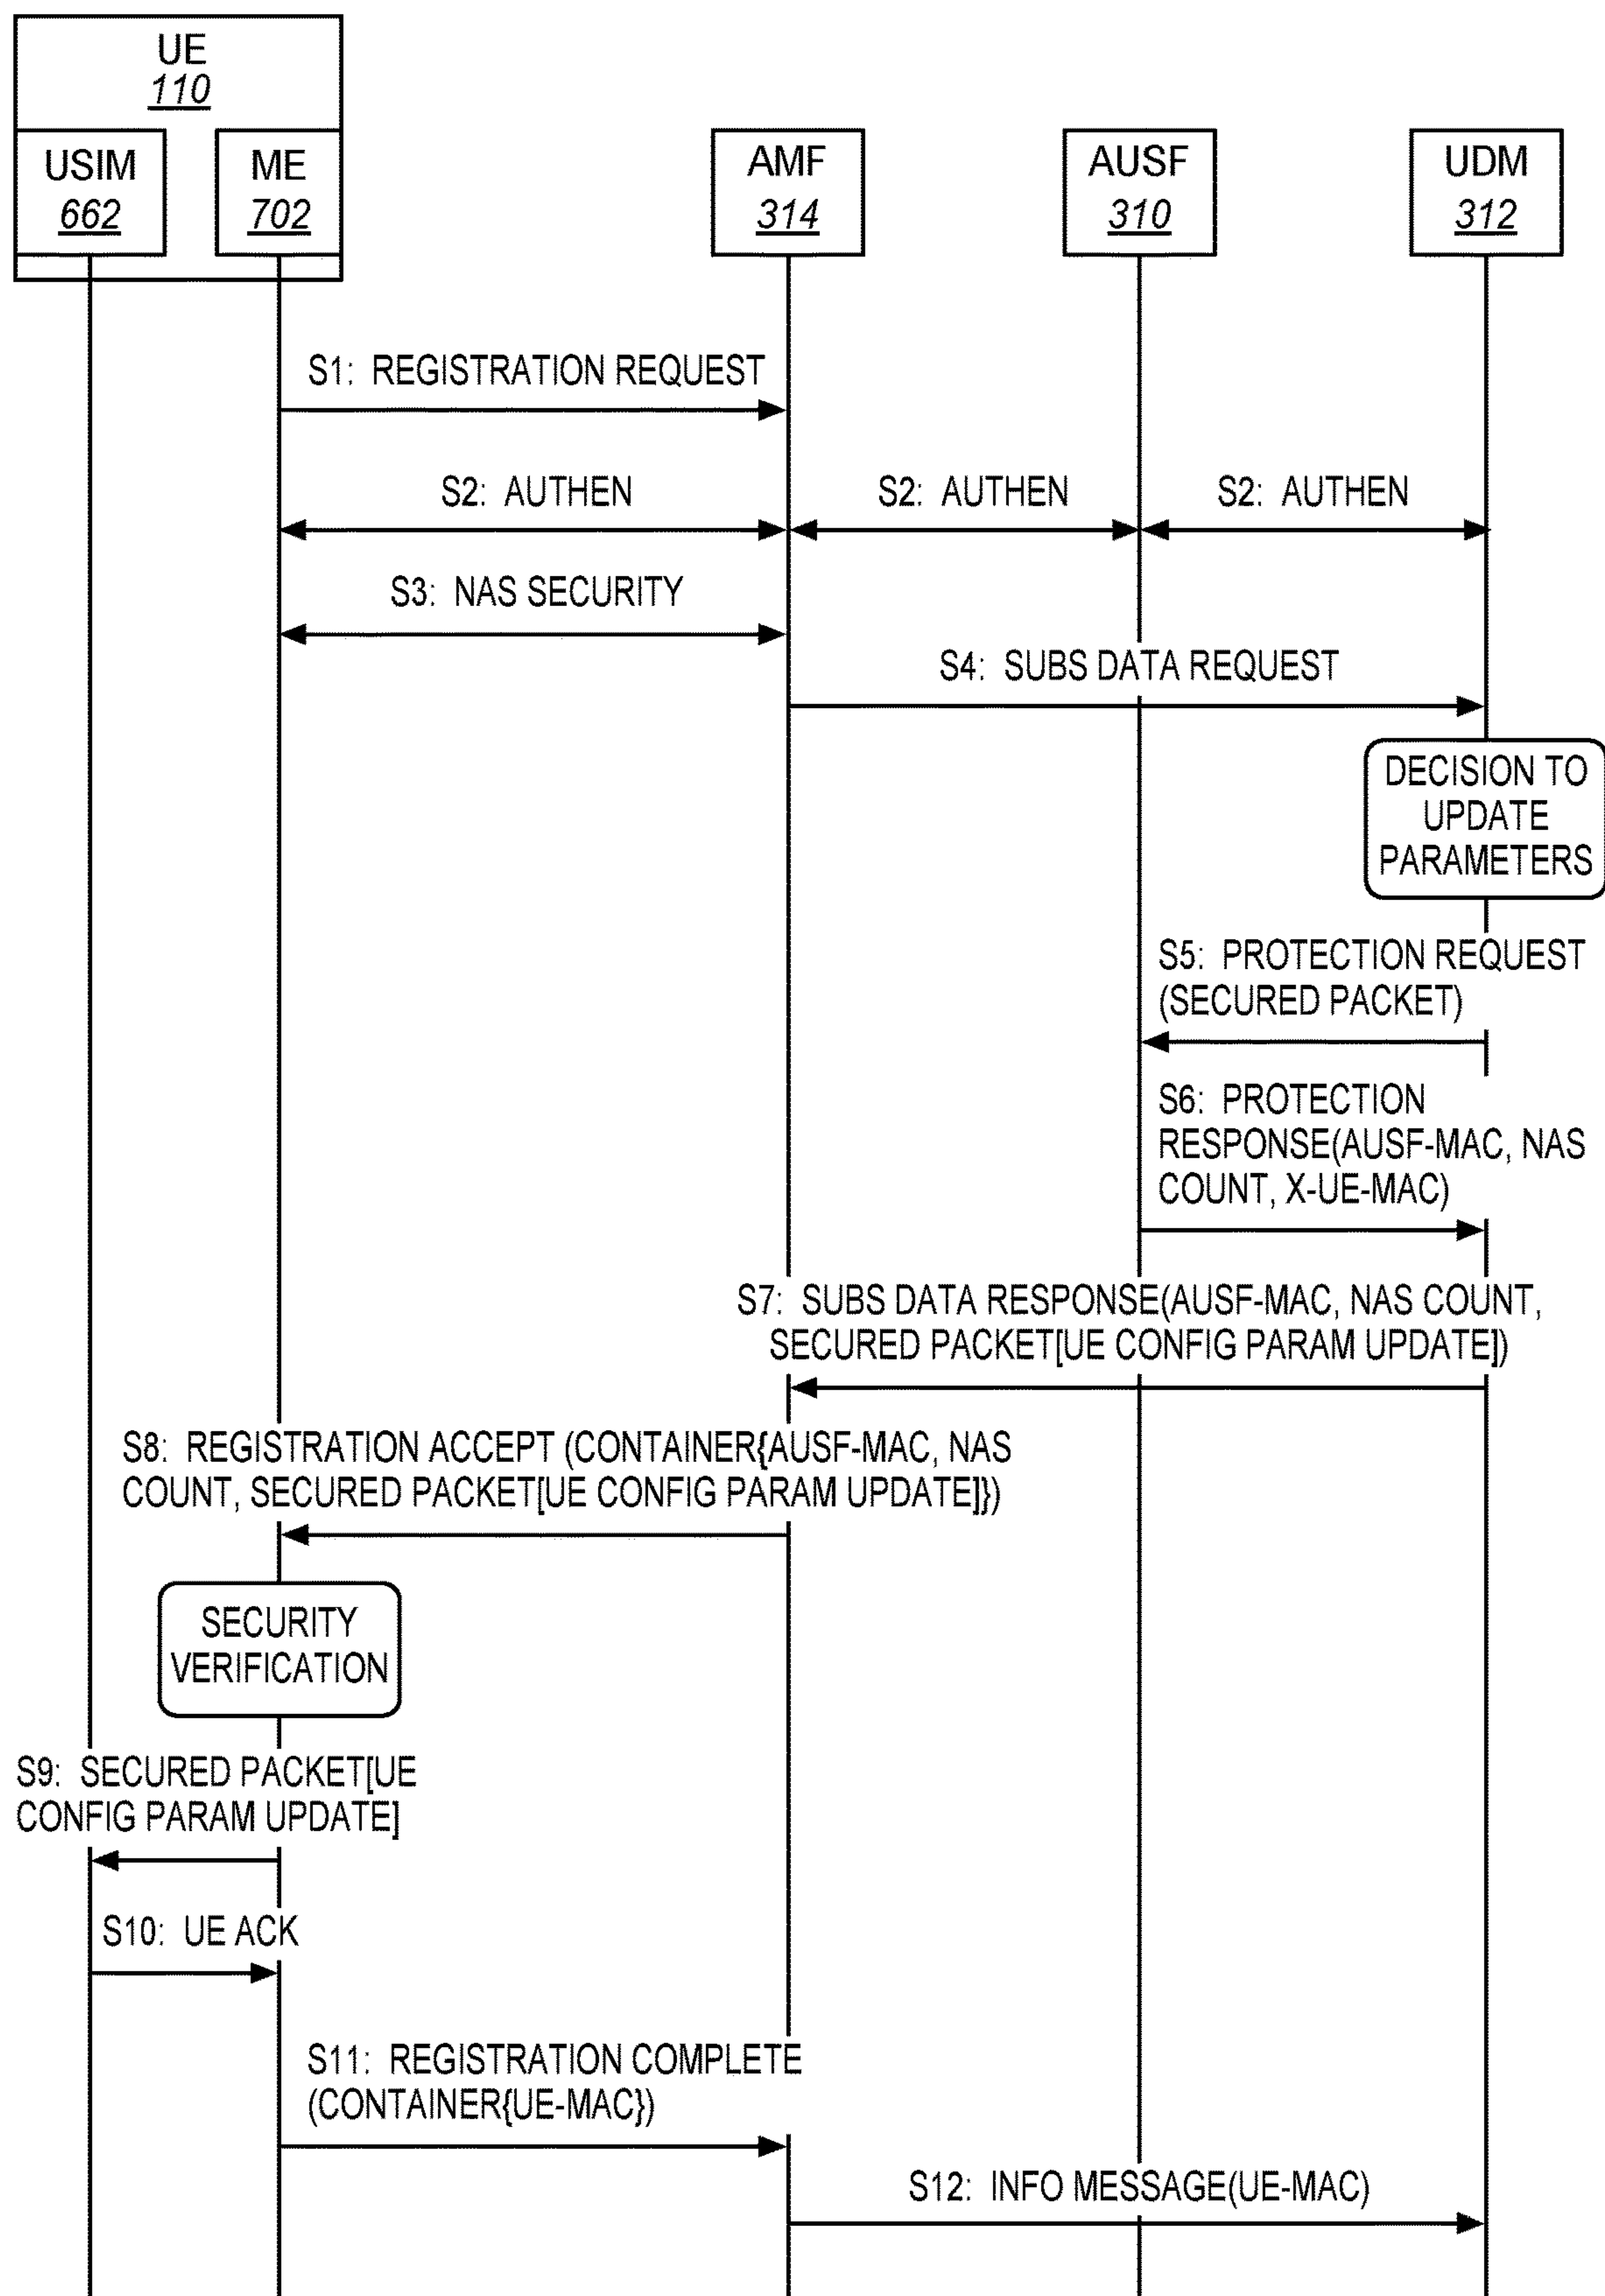 UE
110
USIM
662
ME
702
AMF
314
AUSF
310
UDM
312
S1: REGISTRATION REQUEST
S2: AUTHEN
S2: AUTHEN
S2: AUTHEN
S3: NAS SECURITY
S4: SUBS DATA REQUEST
DECISION TO
UPDATE
PARAMETERS
S5: PROTECTION REQUEST
(SECURED PACKET)
S6: PROTECTION
RESPONSE(AUSF-MAC, NAS
COUNT, X-UE-MAC)
S7: SUBS DATA RESPONSE(AUSF-MAC, NAS COUNT,
SECURED PACKET[UE CONFIG PARAM UPDATE])
S8: REGISTRATION ACCEPT (CONTAINER{AUSF-MAC, NAS
COUNT, SECURED PACKET[UE CONFIG PARAM UPDATE]})
SECURITY
VERIFICATION
S9: SECURED PACKET[UE
CONFIG PARAM UPDATE]
S10: UE ACK
S11: REGISTRATION COMPLETE
(CONTAINER{UE-MAC})
S12: INFO MESSAGE(UE-MAC)